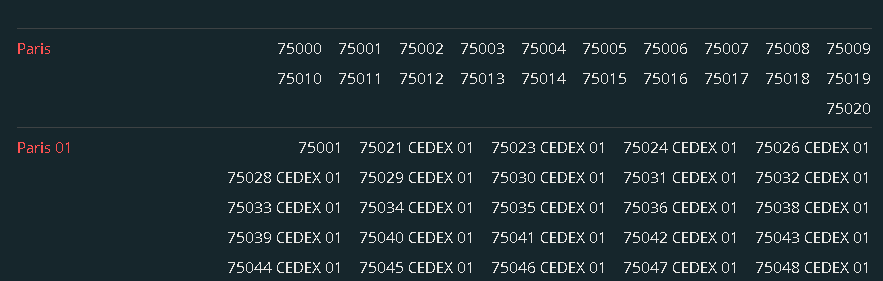 Paris 75000 75001 75002 75003 75004 75005 75006 75007 75008 75009
75010 75011 75012 75013 75014 75015 75016 75017 75018 75019
75020
Paris 01 75001 75021 CEDEX 01 75023 CEDEX 01 75024 CEDEX 01 75026 CEDEX 01
75028 CEDEX 01 75029 CEDEX 01 75030 CEDEX 01 75031 CEDEX 01 75032 CEDEX 01
75033 CEDEX 01 75034 CEDEX 01 75035 CEDEX 01 75036 CEDEX 01 75038 CEDEX 01
75039 CEDEX 01 75040 CEDEX 01 75041 CEDEX 01 75042 CEDEX 01 75043 CEDEX 01
75044 CEDEX 01 75045 CEDEX 01 75046 CEDEX 01 75047 CEDEX 01 75048 CEDEX 01